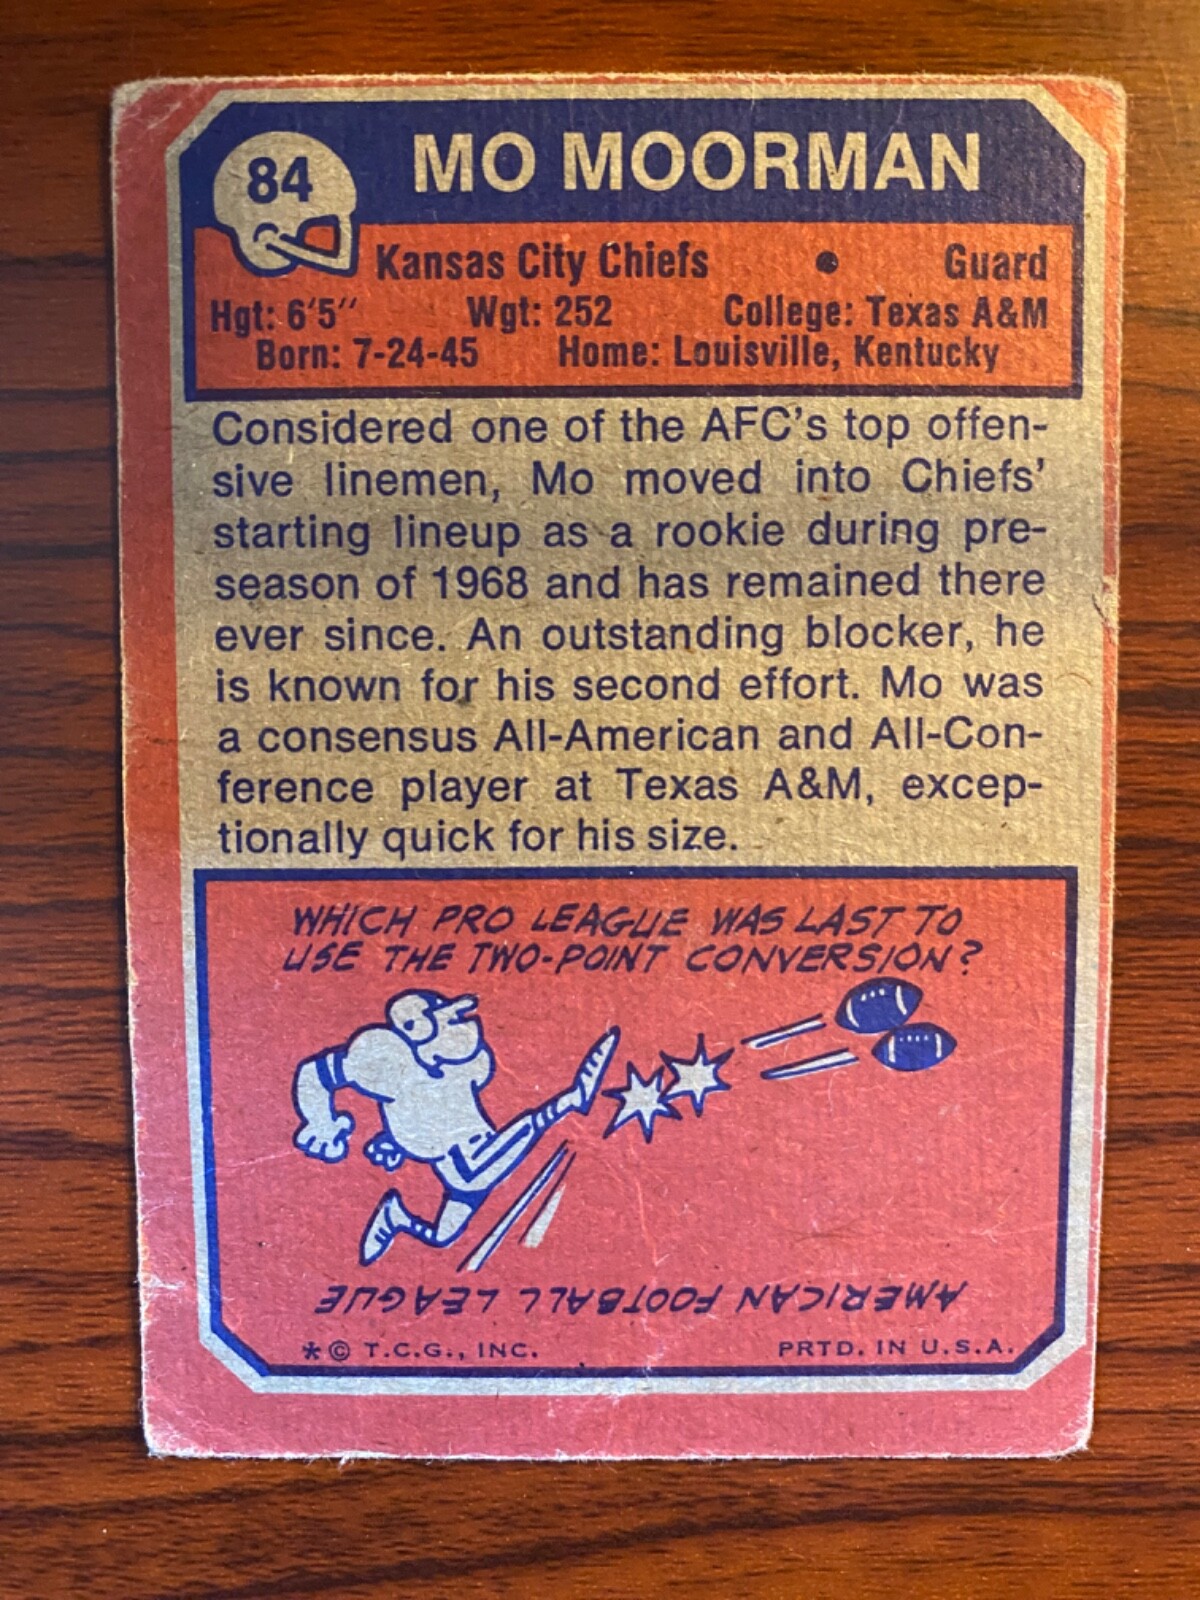 84
MO MOORMAN
Kansas City Chiefs • Guard
Hgt: 6'5" Wgt: 252 College: Texas A&M
Born: 7-24-45 Home: Louisville, Kentucky
Considered one of the AFC's top offen-
sive linemen, Mo moved into Chiefs'
starting lineup as a rookie during pre-
season of 1968 and has remained there
ever since. An outstanding blocker, he
is known for his second effort. Mo was
a consensus All-American and All-Con-
ference player at Texas A&M, excep-
tionally quick for his size.
WHICH PRO LEAGUE WAS LAST TO
USE THE TWO-POINT CONVERSION?
AMERICAN FOOTBALL LEAGUE
*© T.C.G., INC. PRTD. IN U.S.A.